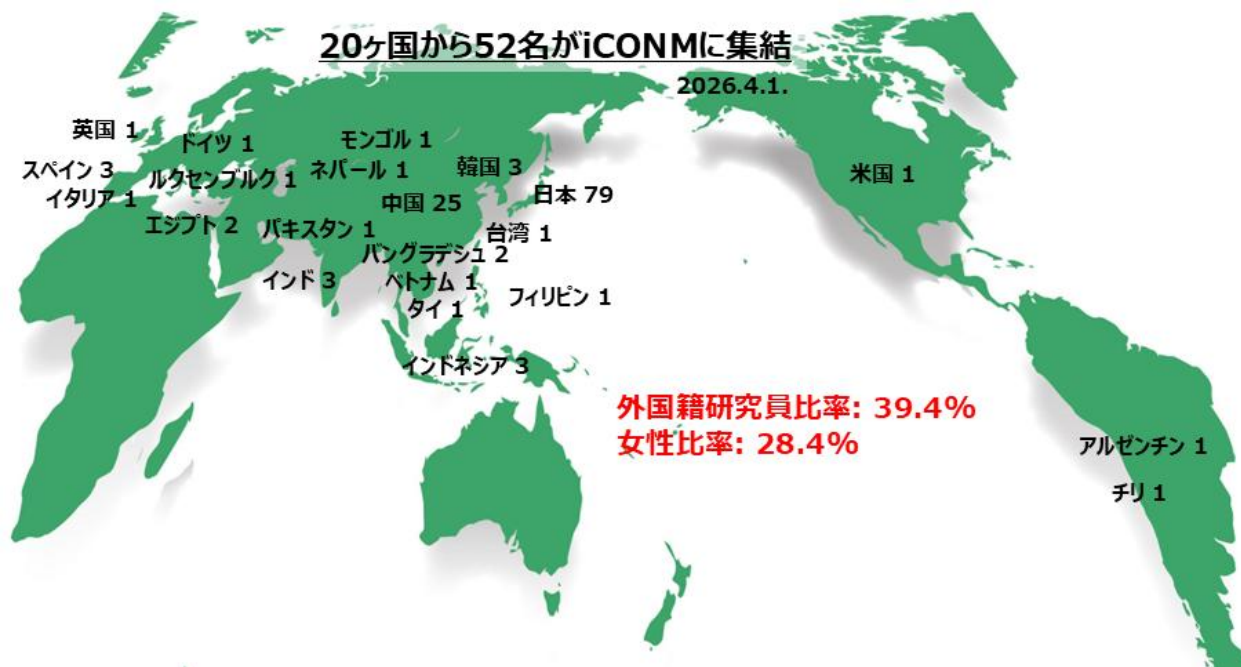 20ヶ国から52名がiCONMに集結
2026.4.1.
英国 1
ドイツ 1
モンゴル 1
スペイン 3
ルクセンブルク 1
ネパール 1
韓国 3
米国 1
イタリア 1
中国 25
日本 79
エジプト 2
パキスタン 1
台湾 1
バングラデシュ 2
インド 3
ベトナム 1
フィリピン 1
タイ 1
インドネシア 3
外国籍研究員比率: 39.4%
女性比率: 28.4%
アルゼンチン 1
チリ 1